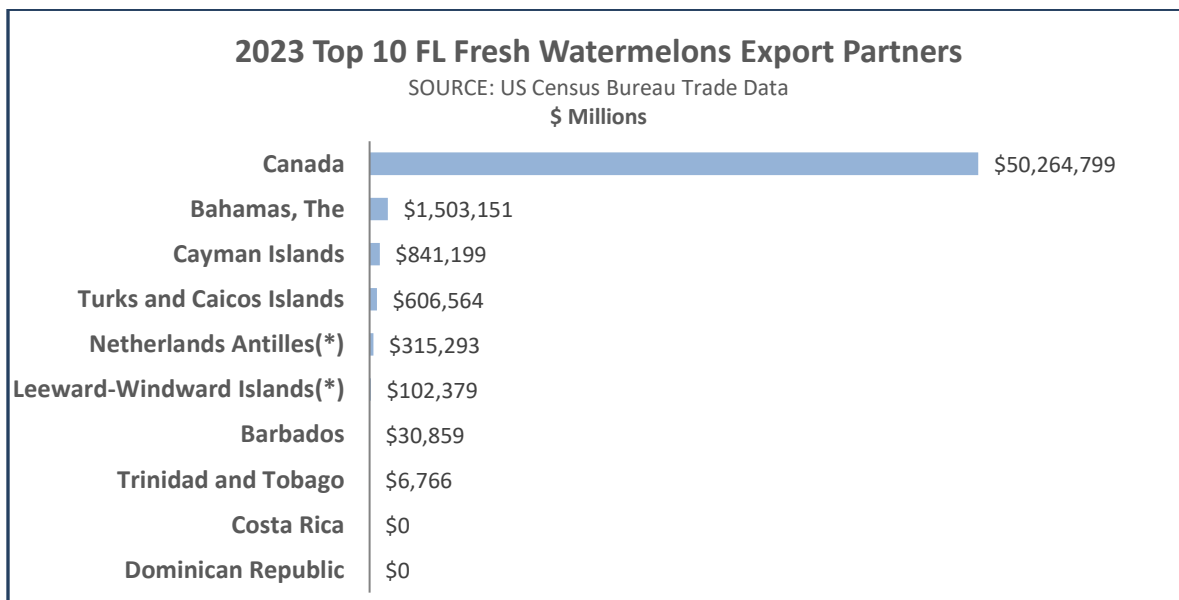 2023 Top 10 FL Fresh Watermelons Export Partners
SOURCE: US Census Bureau Trade Data
$ Millions
Canada $50,264,799
Bahamas, The $1,503,151
Cayman Islands $841,199
Turks and Caicos Islands $606,564
Netherlands Antilles(*) $315,293
Leeward-Windward Islands(*) $102,379
Barbados $30,859
Trinidad and Tobago $6,766
Costa Rica $0
Dominican Republic $0